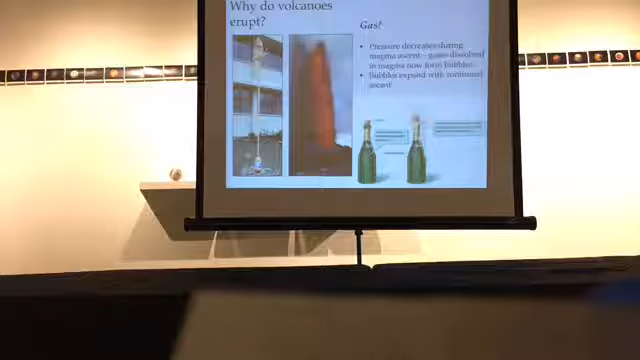 Why do volcanoes
erupt?
Gas!
• Pressure decreases during
magma ascent – gases dissolved
in magma now form bubbles
• Bubbles expand with continued
ascent